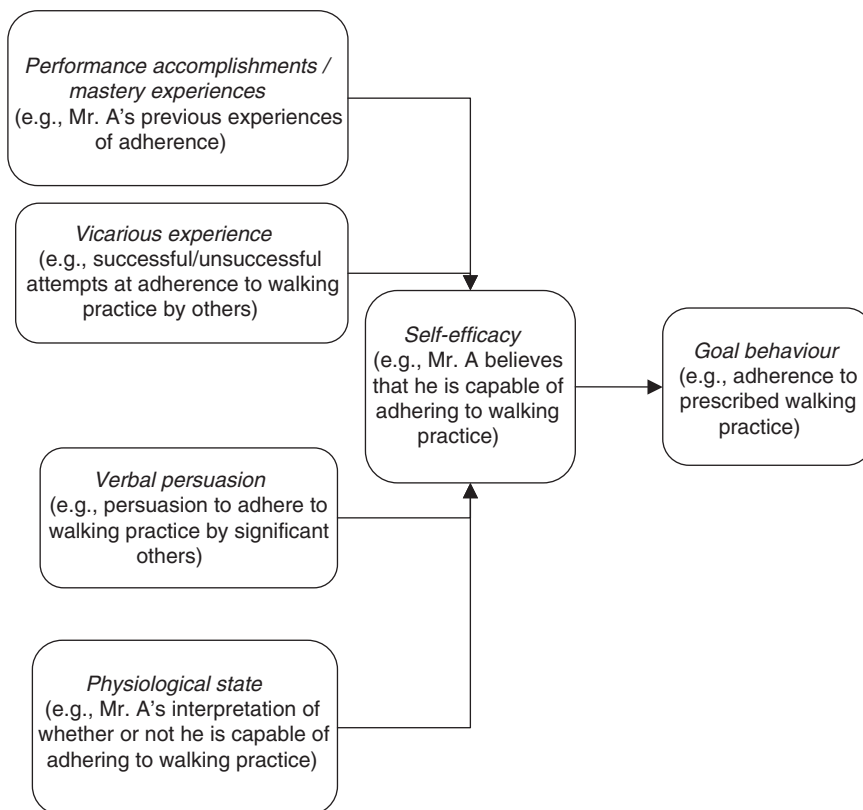 Performance accomplishments /
mastery experiences
(e.g., Mr. A's previous experiences
of adherence)
Vicarious experience
(e.g., successful/unsuccessful
attempts at adherence to walking
practice by others)
Self-efficacy
(e.g., Mr. A believes
that he is capable of
adhering to walking
practice)
Goal behaviour
(e.g., adherence to
prescribed walking
practice)
Verbal persuasion
(e.g., persuasion to adhere to
walking practice by significant
others)
Physiological state
(e.g., Mr. A's interpretation of
whether or not he is capable of
adhering to walking practice)